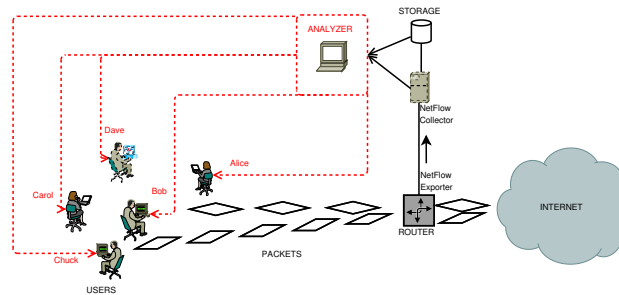 STORAGE
ANALYZER
NetFlow
Collector
Dave
Alice
NetFlow
Exporter
Carol
Bob
INTERNET
ROUTER
Chuck
PACKETS
USERS